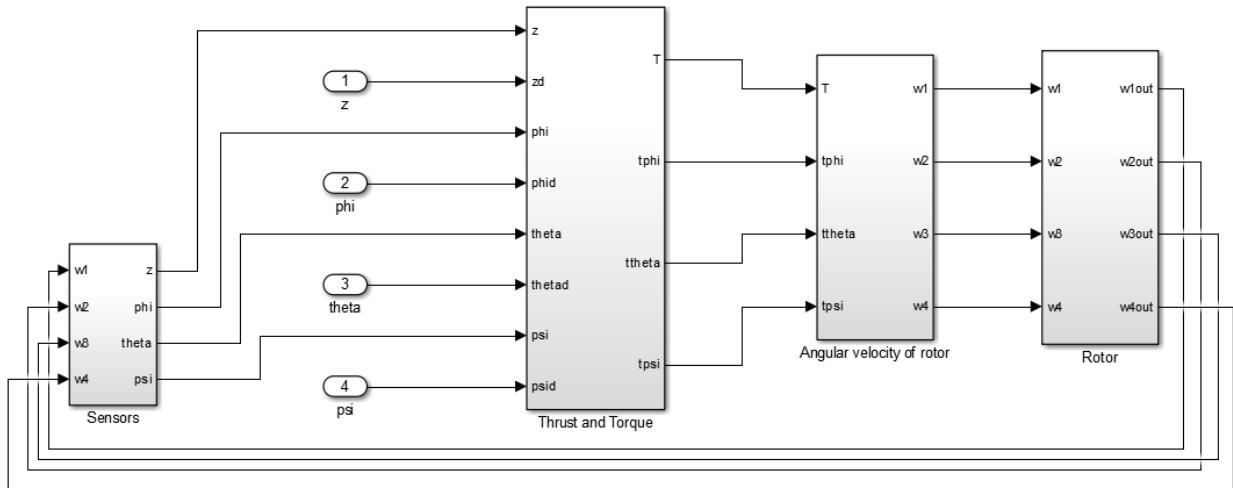 w1
w2
w3
w4
z
phi
theta
psi
Sensors
1
z
2
phi
3
theta
4
psi
z
zd
phi
phid
theta
thetad
psi
psid
T
tphi
ttheta
tpsi
Thrust and Torque
T
tphi
ttheta
tpsi
w1
w2
w3
w4
Angular velocity of rotor
w1
w2
w3
w4
w1out
w2out
w3out
w4out
Rotor